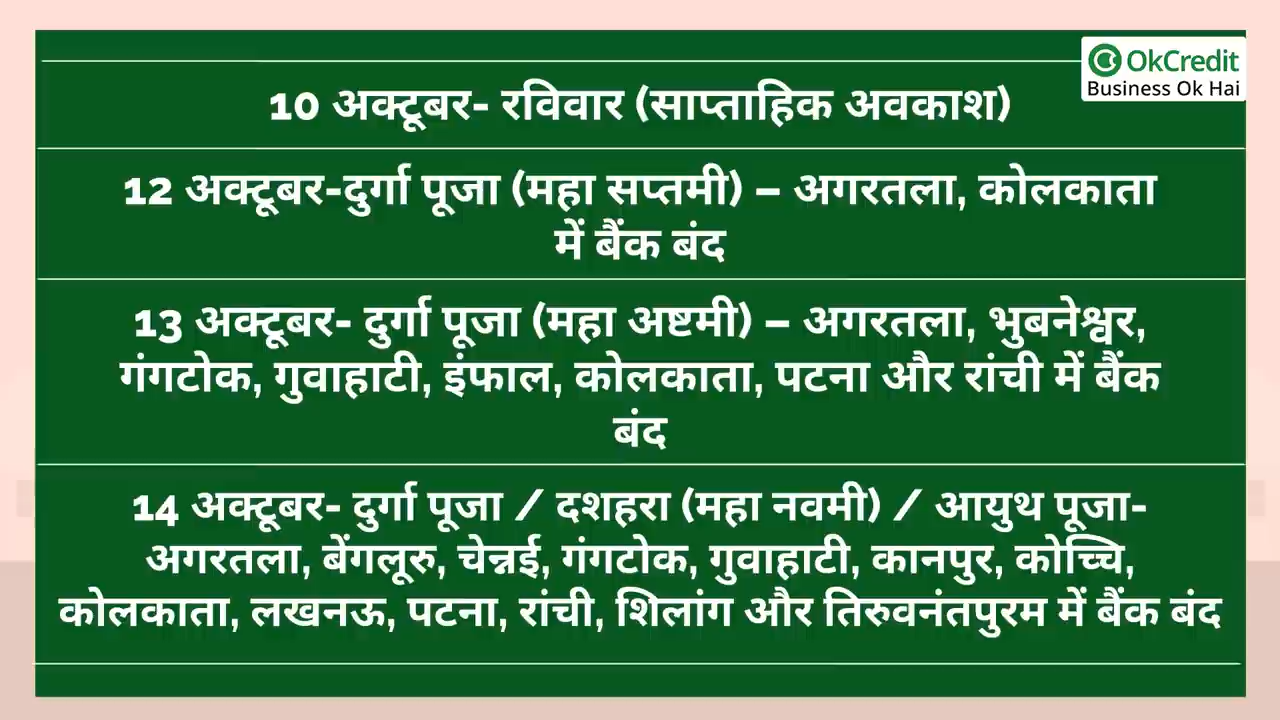 OkCredit
Business Ok Hai
10 अक्टूबर- रविवार (साप्ताहिक अवकाश)
12 अक्टूबर-दुर्गा पूजा (महा सप्तमी) – अगरतला, कोलकाता
में बैंक बंद
13 अक्टूबर- दुर्गा पूजा (महा अष्टमी) – अगरतला, भुबनेश्वर,
गंगटोक, गुवाहाटी, इंफाल, कोलकाता, पटना और रांची में बैंक
बंद
14 अक्टूबर- दुर्गा पूजा / दशहरा (महा नवमी) / आयुथ पूजा-
अगरतला, बेंगलूरु, चेन्नई, गंगटोक, गुवाहाटी, कानपुर, कोच्चि,
कोलकाता, लखनऊ, पटना, रांची, शिलांग और तिरुवनंतपुरम में बैंक बंद